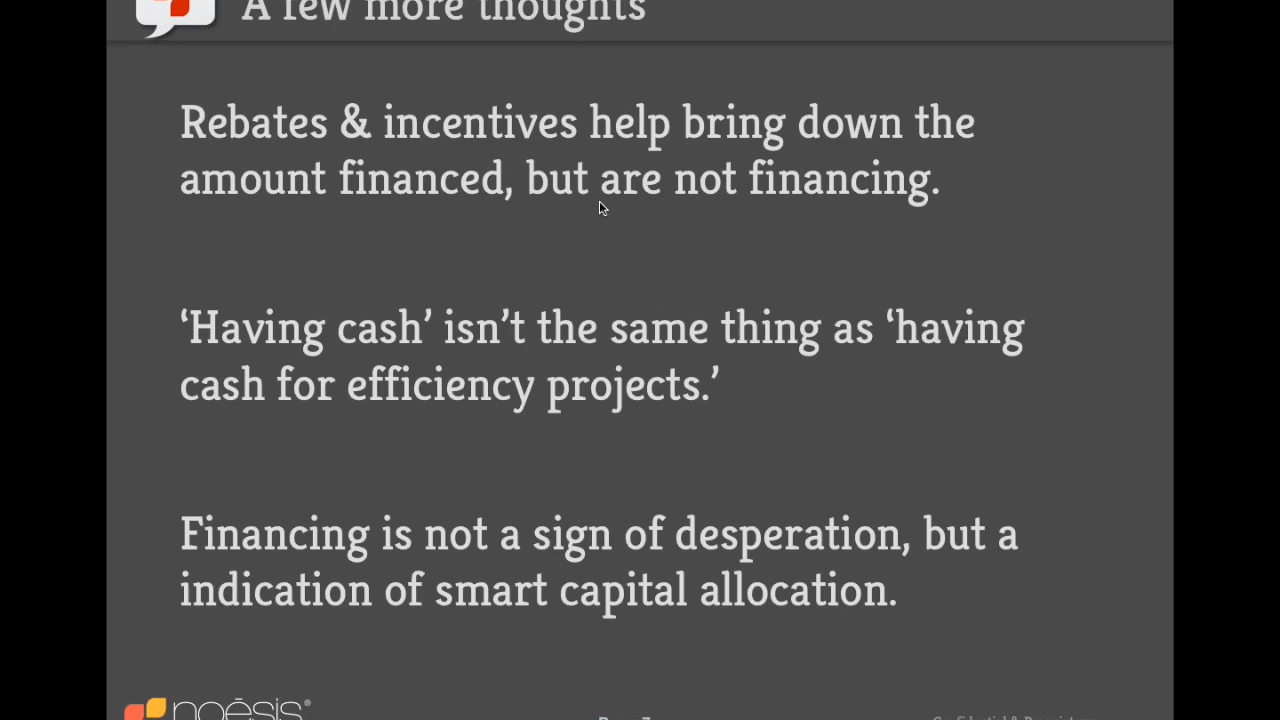 A few more thoughts
Rebates & incentives help bring down the
amount financed, but are not financing.
‘Having cash’ isn’t the same thing as ‘having
cash for efficiency projects.’
Financing is not a sign of desperation, but a
indication of smart capital allocation.
noēsis®